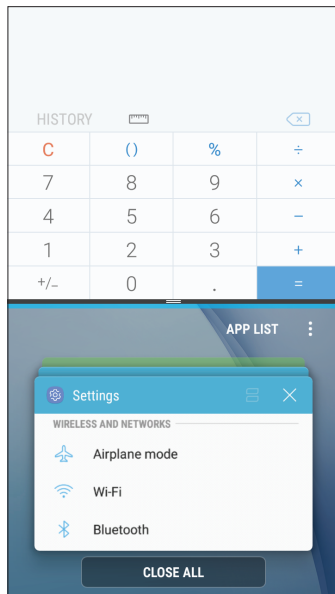 HISTORY
C () % ÷
7 8 9 ×
4 5 6 −
1 2 3 +
+/− 0 . =
APP LIST
Settings
WIRELESS AND NETWORKS
Airplane mode
Wi-Fi
Bluetooth
CLOSE ALL